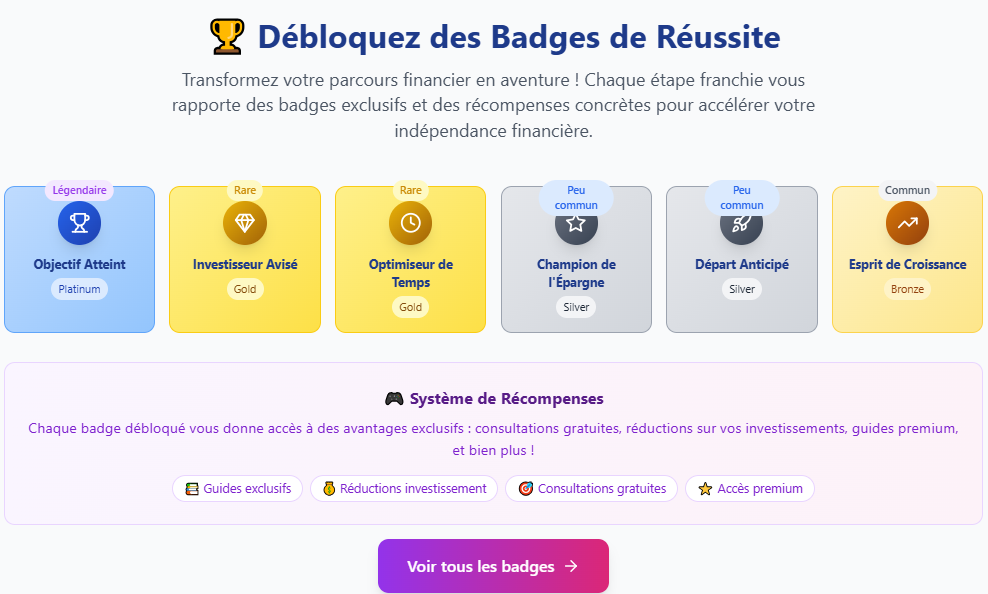 Débloquez des Badges de Réussite
Transformez votre parcours financier en aventure ! Chaque étape franchie vous
rapporte des badges exclusifs et des récompenses concrètes pour accélérer votre
indépendance financière.
Légendaire
Objectif Atteint
Platinum
Rare
Investisseur Avisé
Gold
Rare
Optimiseur de
Temps
Gold
Peu
commun
Champion de
l'Épargne
Silver
Peu
commun
Départ Anticipé
Silver
Commun
Esprit de Croissance
Bronze
Système de Récompenses
Chaque badge débloqué vous donne accès à des avantages exclusifs : consultations gratuites, réductions sur vos investissements, guides premium,
et bien plus !
Guides exclusifs
Réductions investissement
Consultations gratuites
Accès premium
Voir tous les badges →